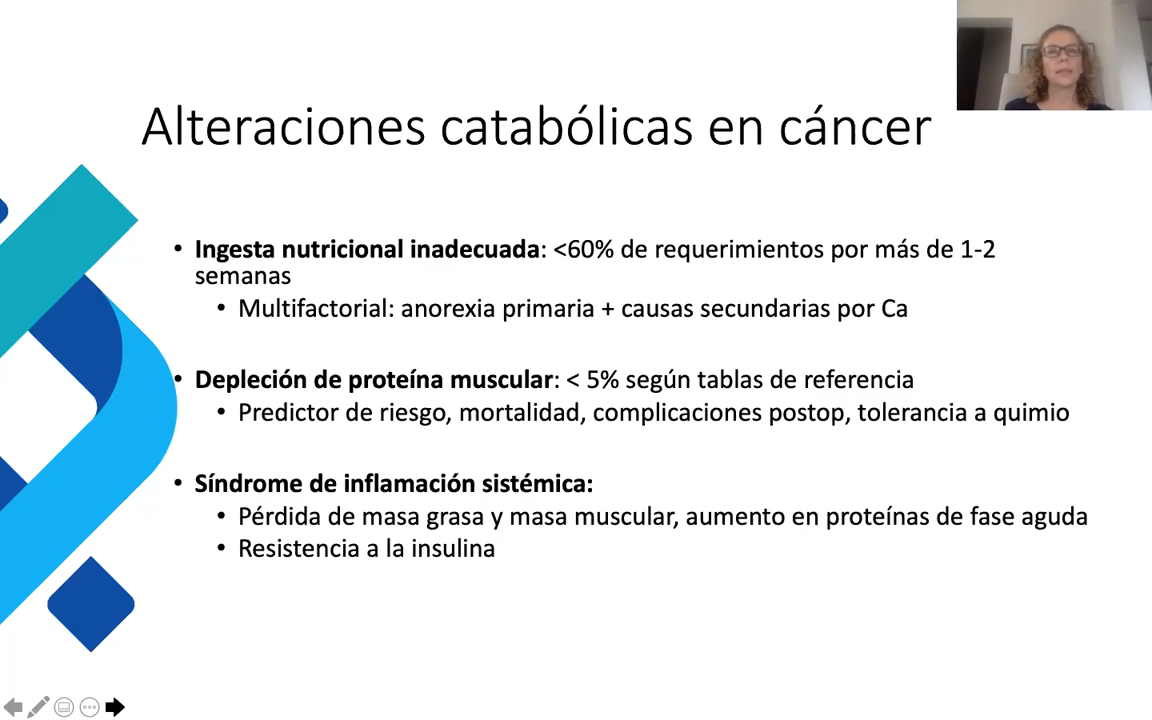 Alteraciones catabólicas en cáncer
• Ingesta nutricional inadecuada: <60% de requerimientos por más de 1-2
semanas
• Multifactorial: anorexia primaria + causas secundarias por Ca
• Depleción de proteína muscular: < 5% según tablas de referencia
• Predictor de riesgo, mortalidad, complicaciones postop, tolerancia a quimio
• Síndrome de inflamación sistémica:
• Pérdida de masa grasa y masa muscular, aumento en proteínas de fase aguda
• Resistencia a la insulina